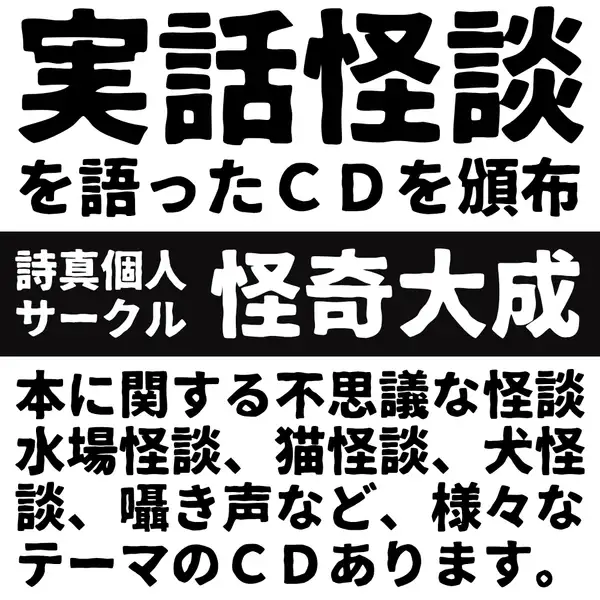 実話怪談
を語ったＣＤを頒布
詩真個人
サークル
怪奇大成
本に関する不思議な怪談
水場怪談、猫怪談、犬怪
談、囁き声など、様々な
テーマのＣＤあります。